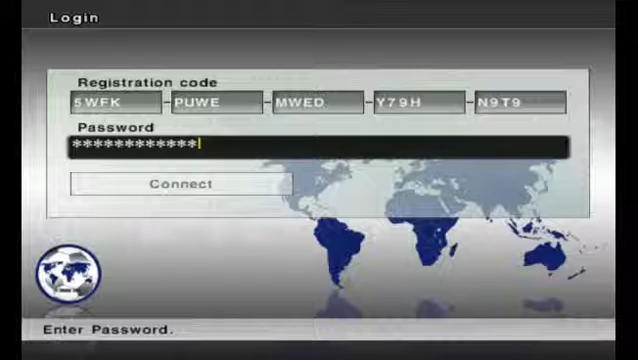 Login
Registration code
5WFK-PUWE-MWED-Y79H-N9T9
Password
************
Connect
Enter Password.